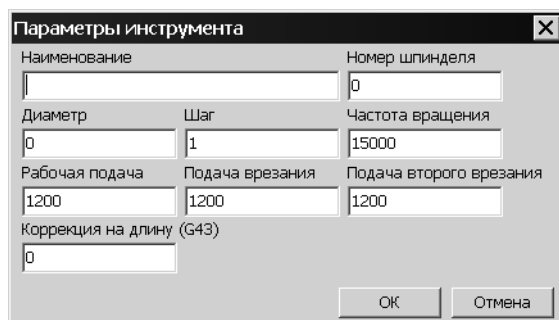 Параметры инструмента
Наименование Номер шпинделя
0
Диаметр Шаг Частота вращения
0 1 15000
Рабочая подача Подача врезания Подача второго врезания
1200 1200 1200
Коррекция на длину (G43)
0
ОК Отмена